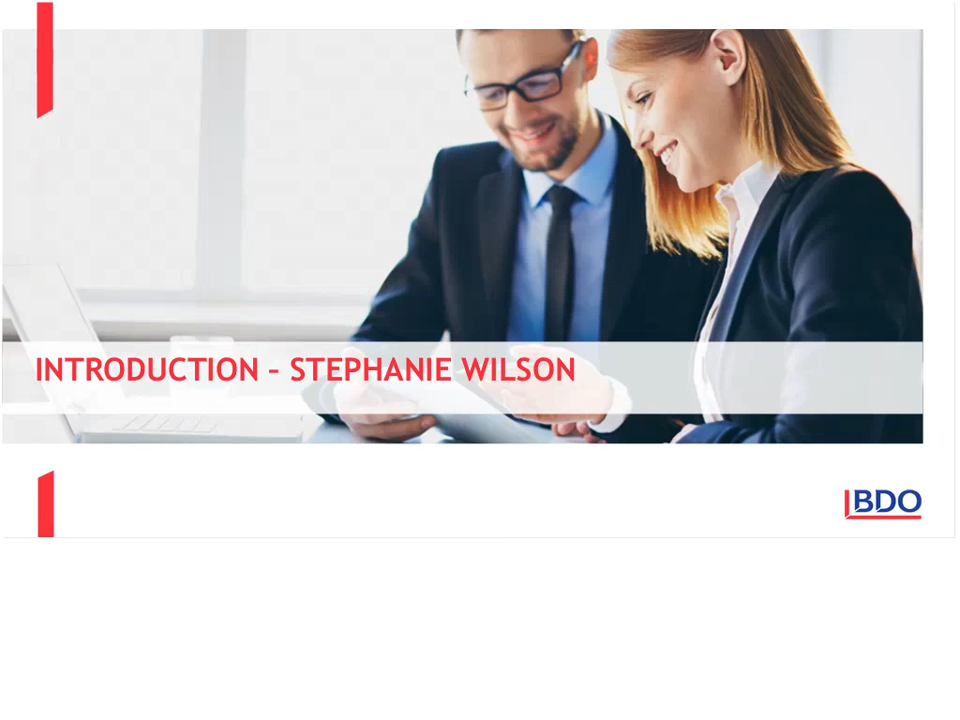 INTRODUCTION – STEPHANIE WILSON
BDO